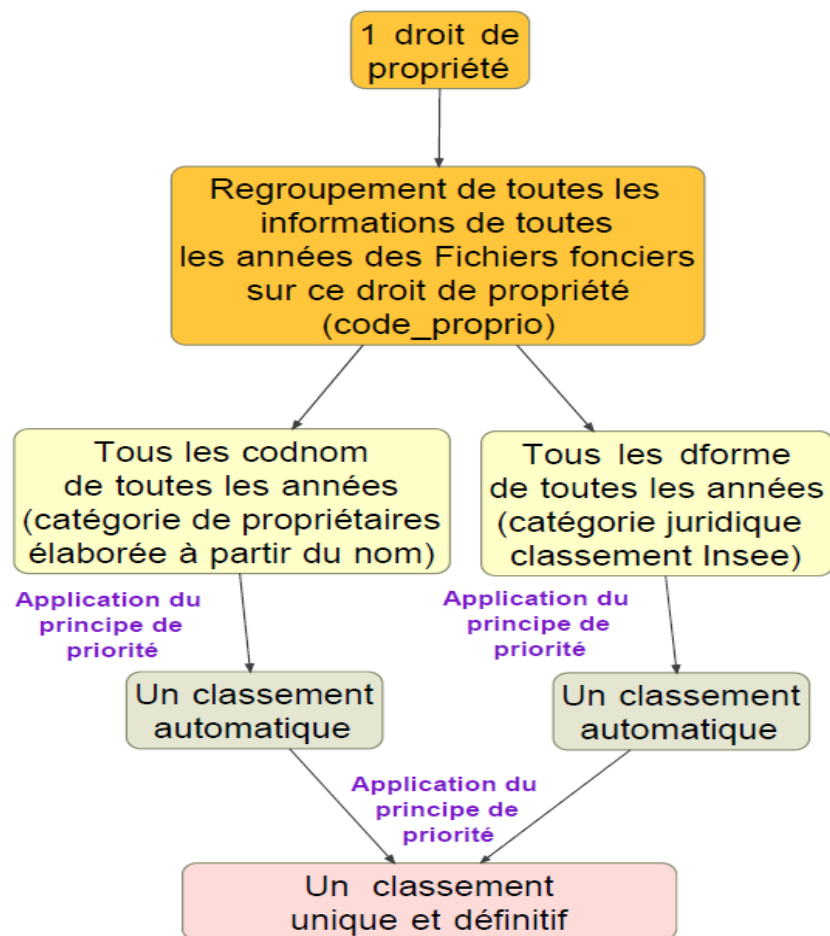 1 droit de
propriété
Regroupement de toutes les
informations de toutes
les années des Fichiers fonciers
sur ce droit de propriété
(code_proprio)
Tous les codnom
de toutes les années
(catégorie de propriétaires
élaborée à partir du nom)
Tous les dforme
de toutes les années
(catégorie juridique
classement Insee)
Application du
principe de
priorité
Application du
principe de
priorité
Un classement
automatique
Un classement
automatique
Application du
principe de
priorité
Un classement
unique et définitif